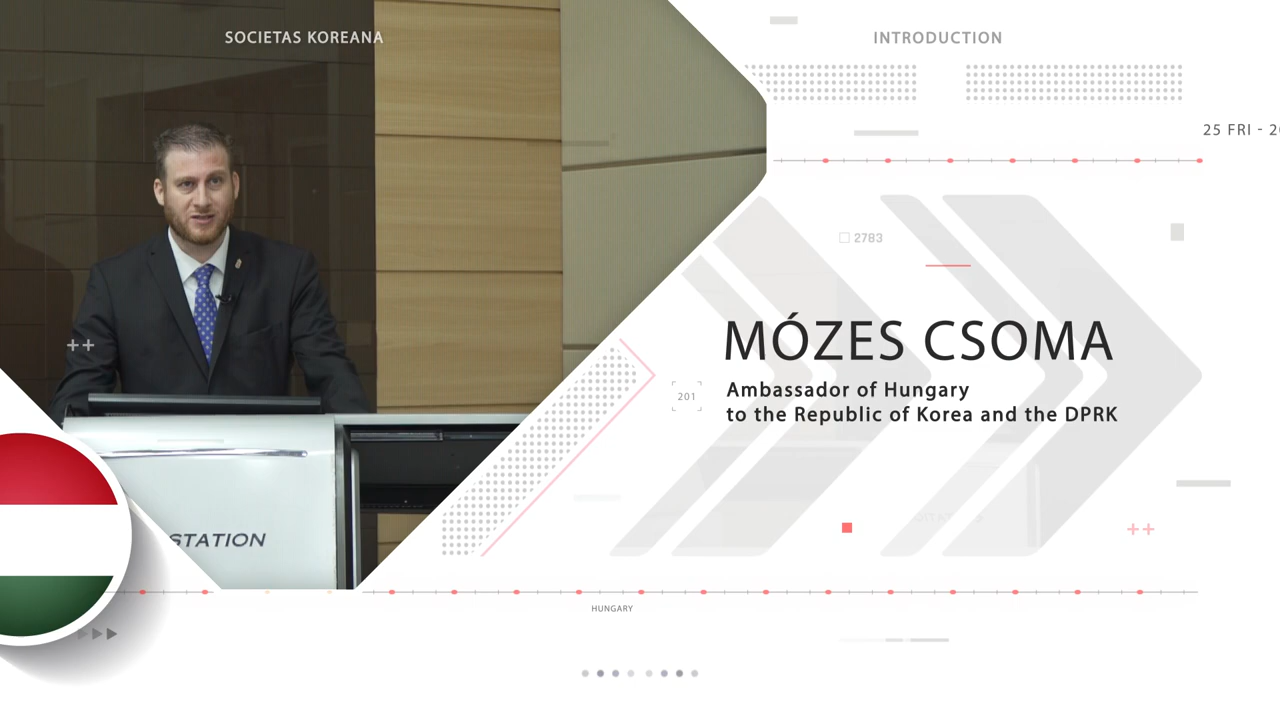 SOCIETAS KOREANA
INTRODUCTION
25 FRI - 2
2783
MÓZES CSOMA
201
Ambassador of Hungary
to the Republic of Korea and the DPRK
STATION
HUNGARY